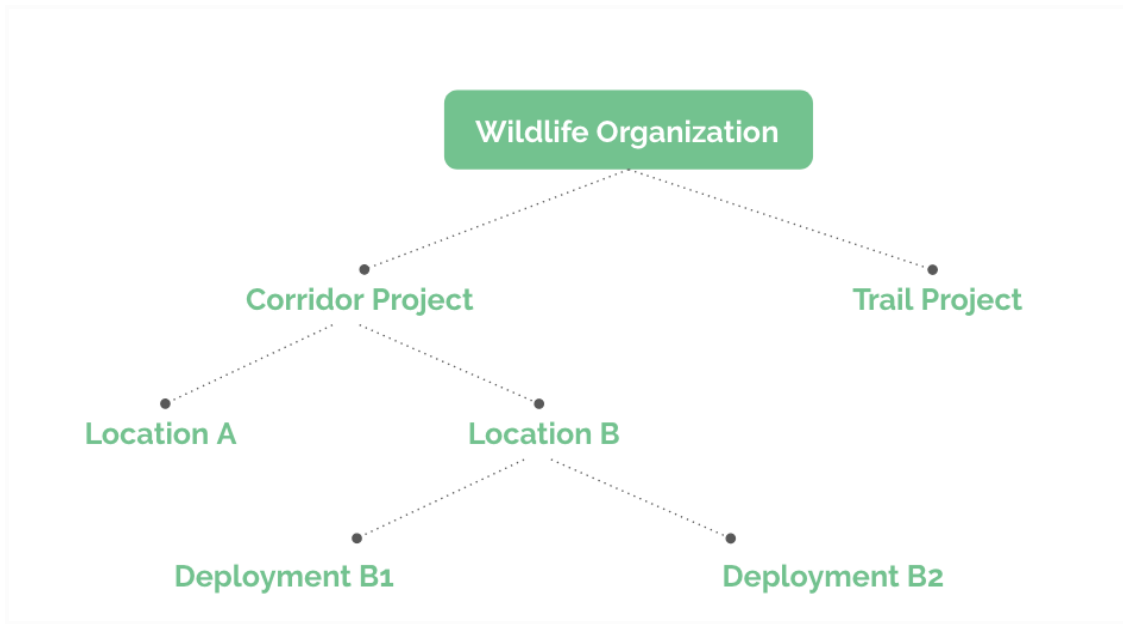 Wildlife Organization
Corridor Project
Trail Project
Location A
Location B
Deployment B1
Deployment B2